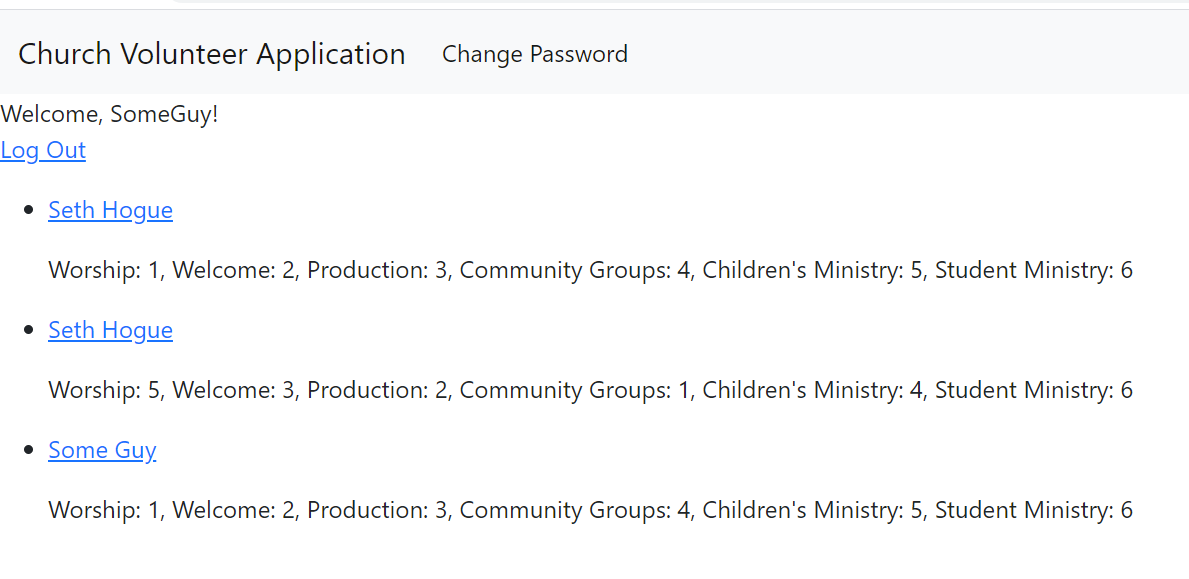 Church Volunteer Application Change Password
Welcome, SomeGuy!
Log Out
Seth Hogue
Worship: 1, Welcome: 2, Production: 3, Community Groups: 4, Children's Ministry: 5, Student Ministry: 6
Seth Hogue
Worship: 5, Welcome: 3, Production: 2, Community Groups: 1, Children's Ministry: 4, Student Ministry: 6
Some Guy
Worship: 1, Welcome: 2, Production: 3, Community Groups: 4, Children's Ministry: 5, Student Ministry: 6